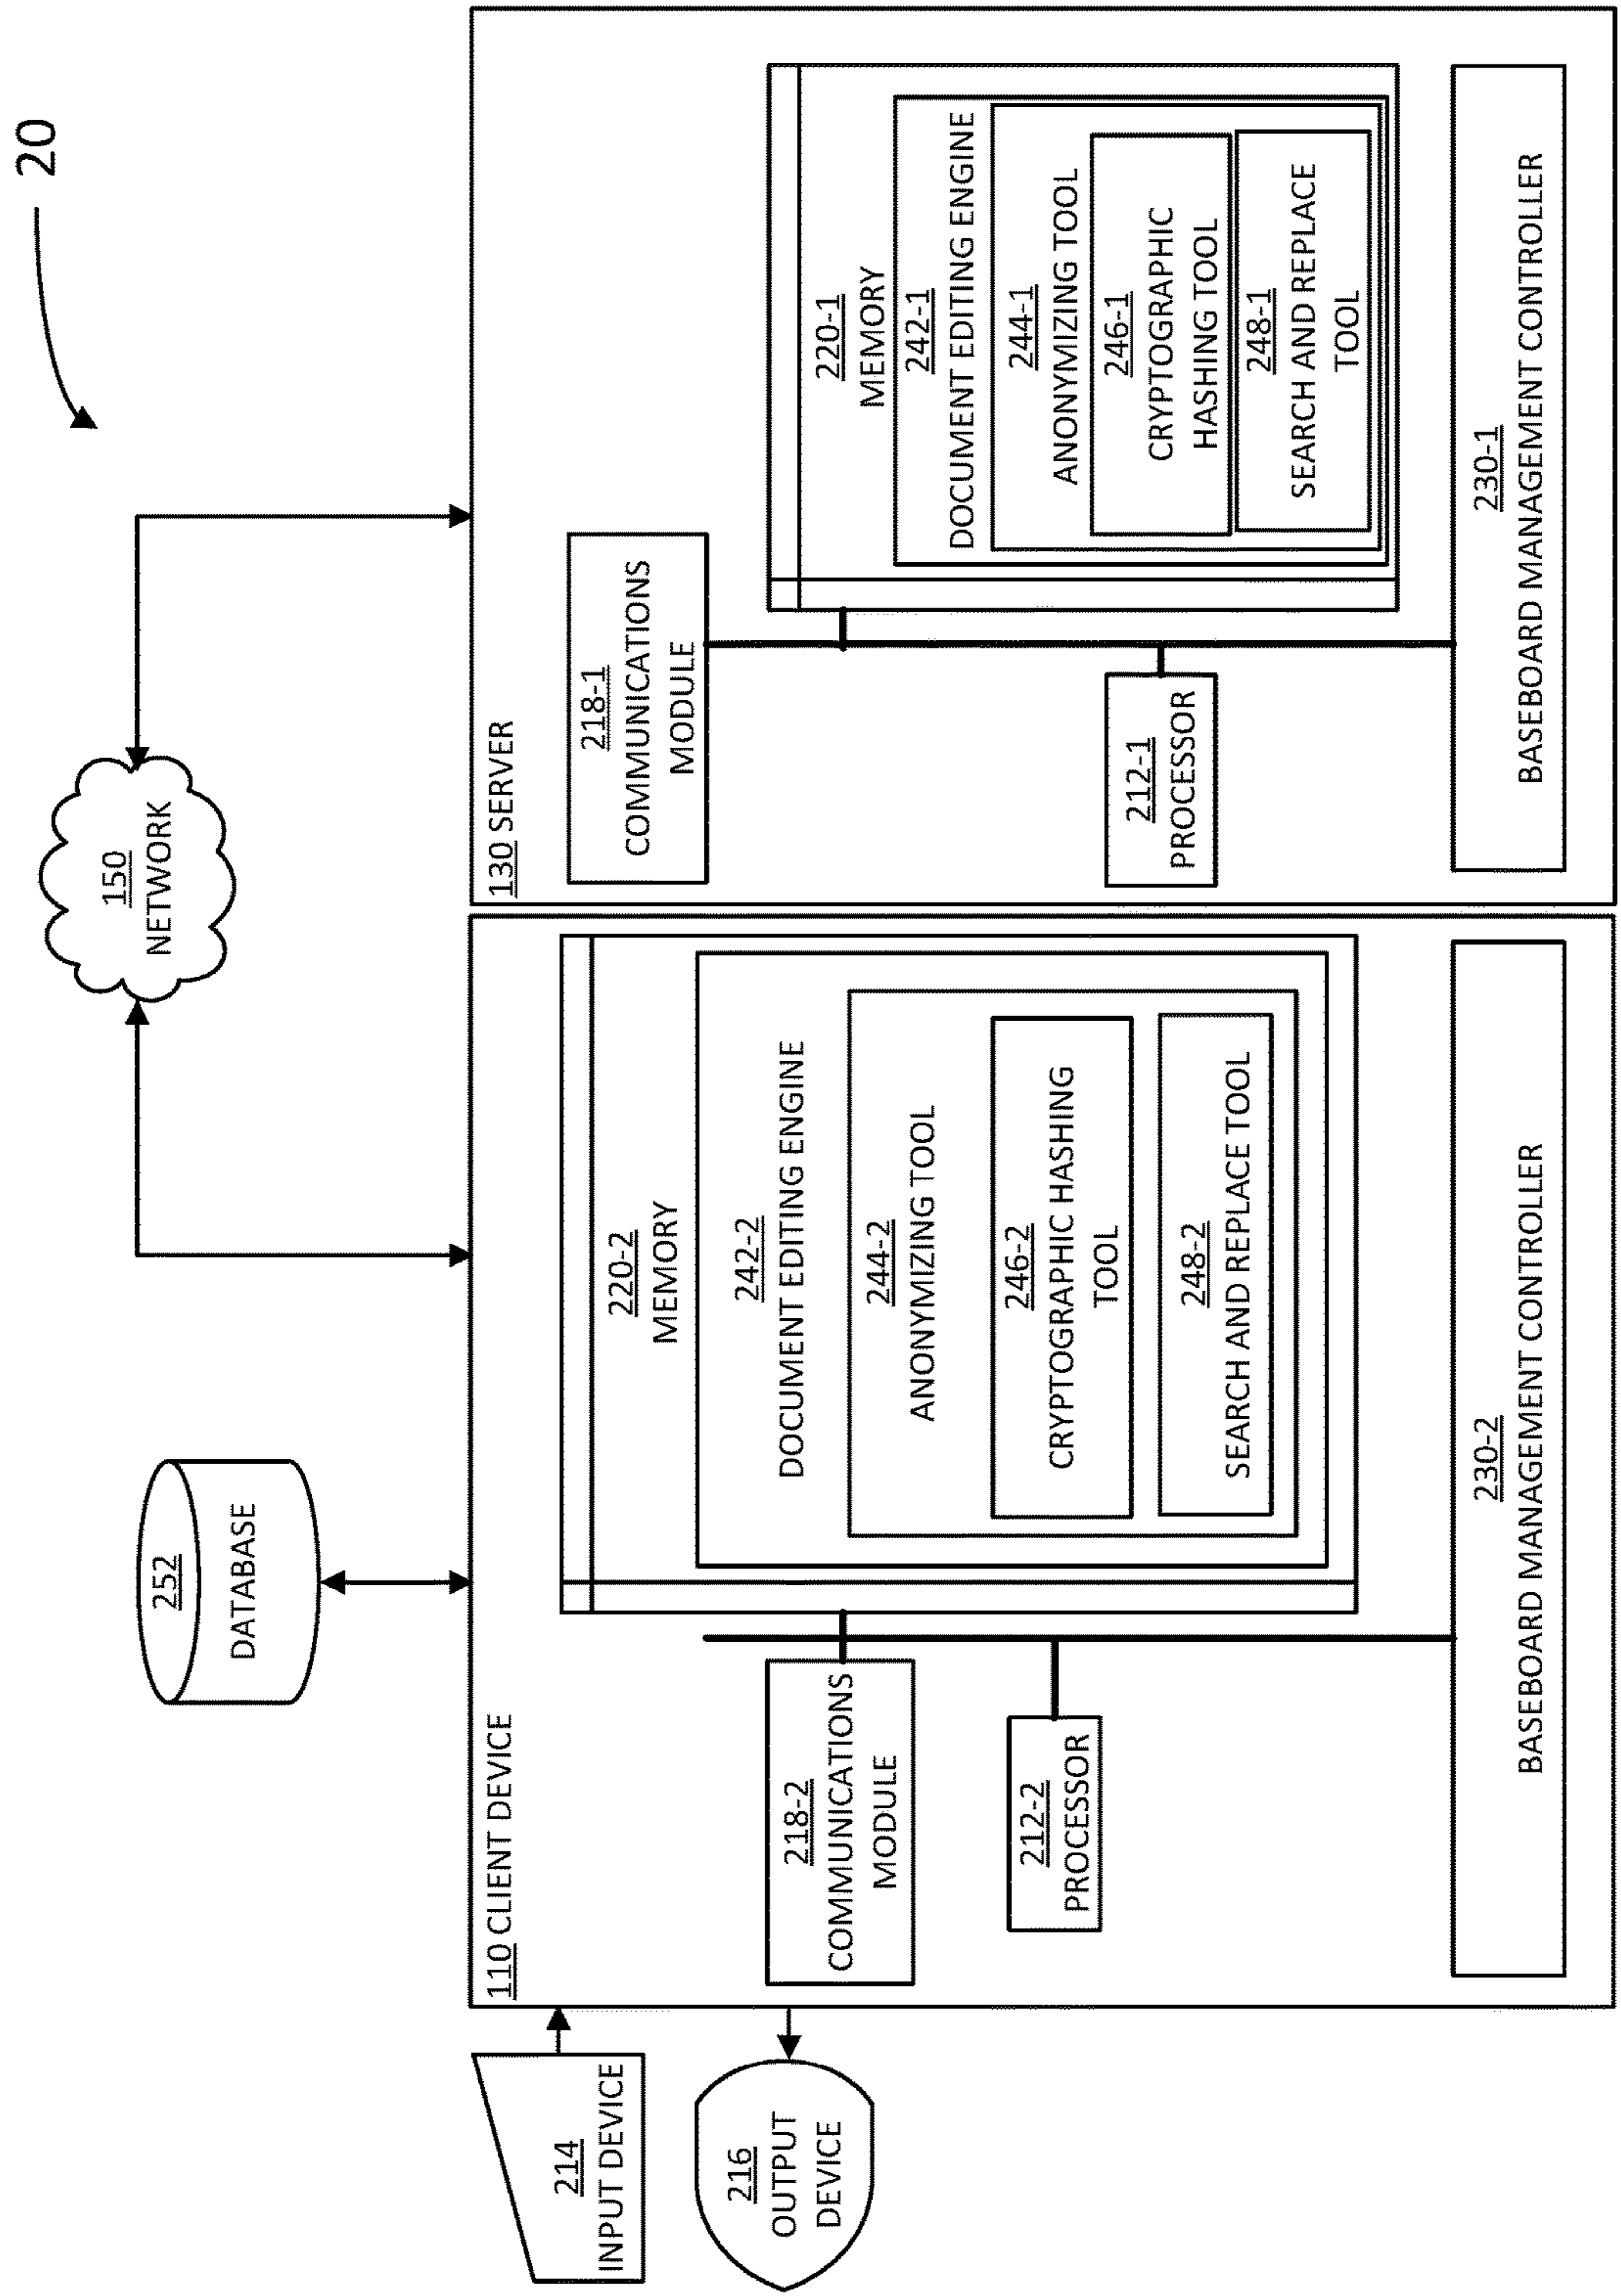 20
150
NETWORK
252
DATABASE
214
INPUT DEVICE
216
OUTPUT
DEVICE
110 CLIENT DEVICE
218-2
COMMUNICATIONS
MODULE
212-2
PROCESSOR
220-2
MEMORY
242-2
DOCUMENT EDITING ENGINE
244-2
ANONYMIZING TOOL
246-2
CRYPTOGRAPHIC HASHING
TOOL
248-2
SEARCH AND REPLACE TOOL
230-2
BASEBOARD MANAGEMENT CONTROLLER
130 SERVER
218-1
COMMUNICATIONS
MODULE
212-1
PROCESSOR
220-1
MEMORY
242-1
DOCUMENT EDITING ENGINE
244-1
ANONYMIZING TOOL
246-1
CRYPTOGRAPHIC
HASHING TOOL
248-1
SEARCH AND REPLACE
TOOL
230-1
BASEBOARD MANAGEMENT CONTROLLER